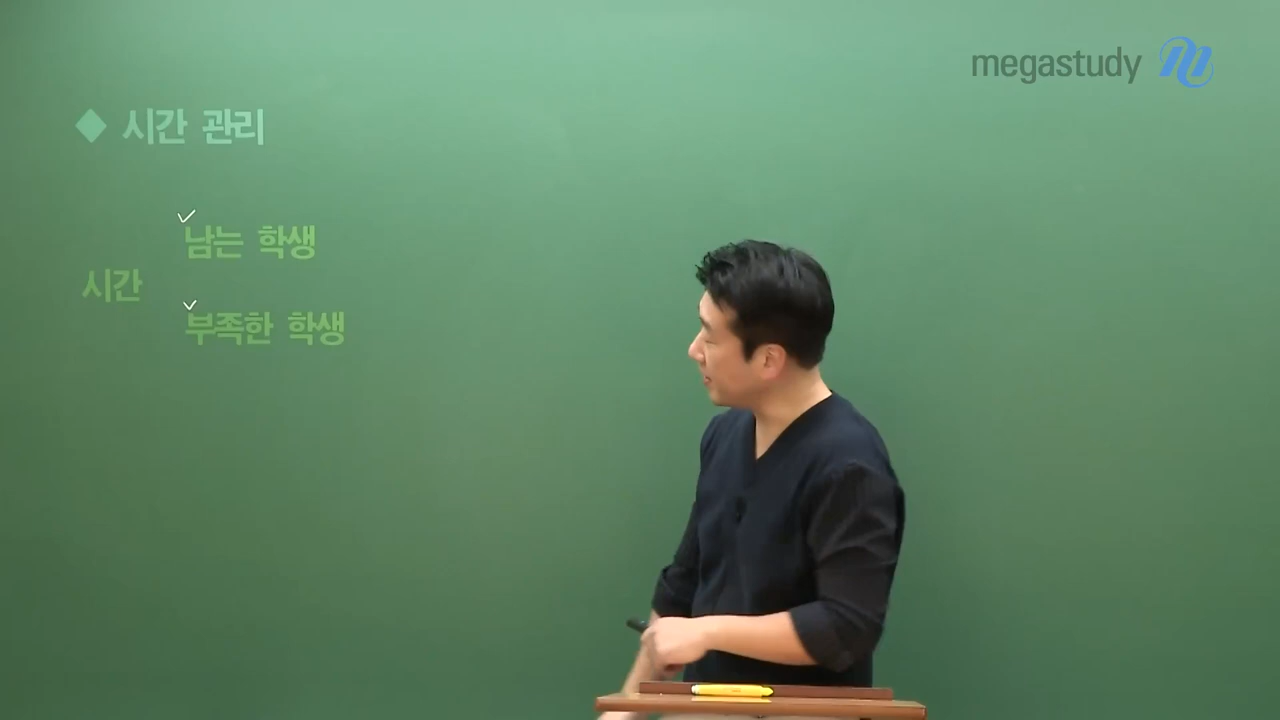 megastudy
◆ 시간 관리
남는 학생
시간
부족한 학생